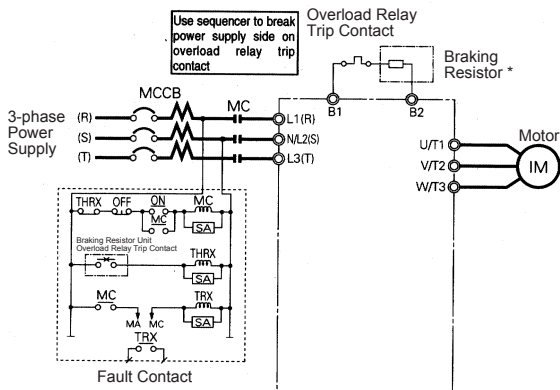 Use sequencer to break
power supply side on
overload relay trip
contact
Overload Relay
Trip Contact
Braking
Resistor *
B1
B2
MCCB
MC
3-phase
Power
Supply
(R)
(S)
(T)
L1(R)
N/L2(S)
L3(T)
U/T1
V/T2
W/T3
Motor
IM
THRX
OFF
ON
MC
MC
SA
Braking Resistor Unit
Overload Relay Trip Contact
THRX
SA
MC
TRX
SA
MA
MC
TRX
Fault Contact